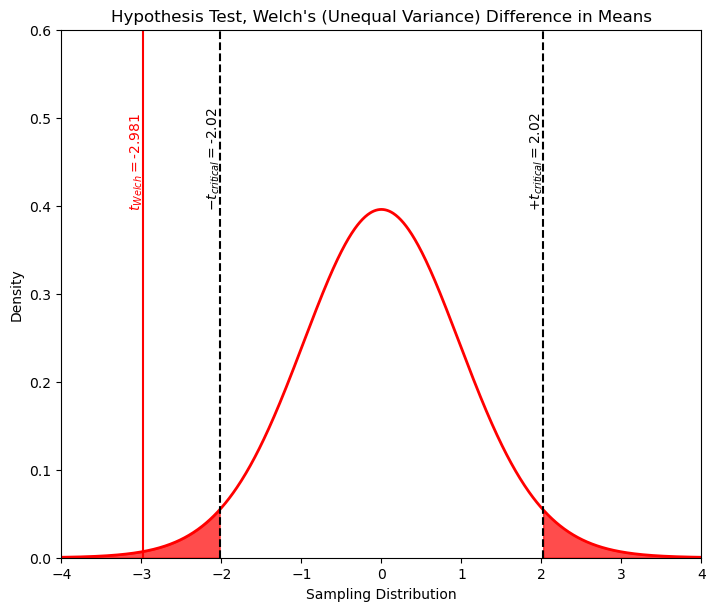 Hypothesis Test, Welch's (Unequal Variance) Difference in Means
0.6
0.5
0.4
0.3
0.2
0.1
0.0
Density
t_Welch = -2.981
−t_critical = -2.02
+t_critical = 2.02
−4
−3
−2
−1
0
1
2
3
4
Sampling Distribution